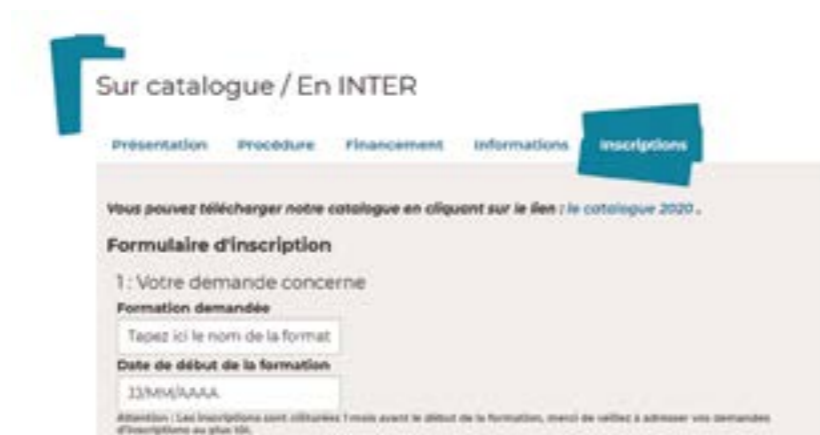 Sur catalogue / En INTER
Présentation Procédure Financement Informations Inscriptions
Vous pouvez télécharger notre catalogue en cliquant sur le lien : le catalogue 2020 .
Formulaire d'inscription
1 : Votre demande concerne
Formation demandée
Tapez ici le nom de la format
Date de début de la formation
JJ/MM/AAAA
Attention : Les inscriptions sont clôturées 1 mois avant le début de la formation, merci de veillez à adresser vos demandes
d'inscriptions au plus tôt.